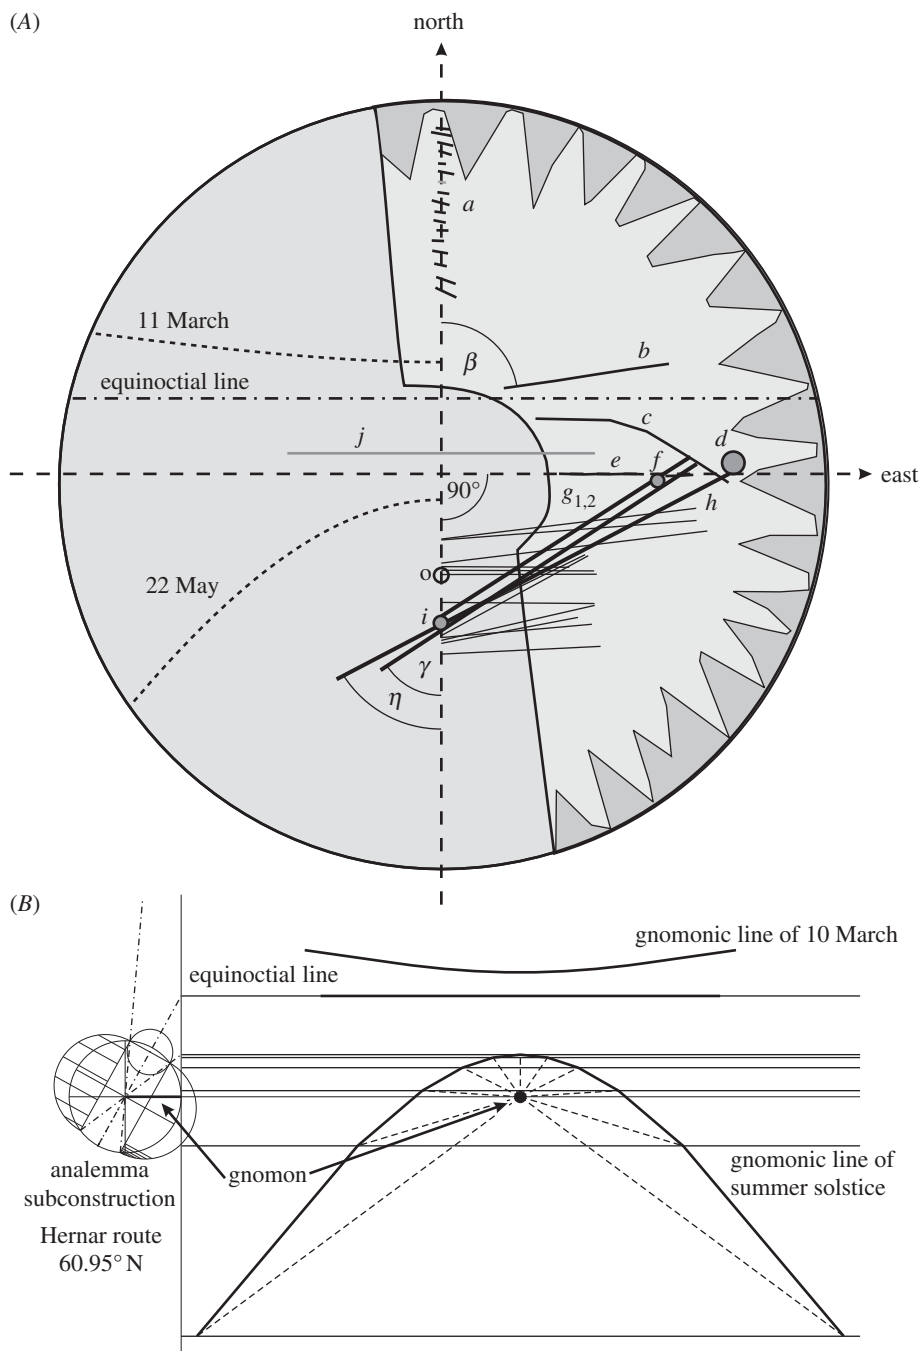 (A)
north
a
11 March
β
b
equinoctial line
c
j
d
e
f
east
90°
g1,2
h
o
22 May
i
γ
η
(B)
gnomonic line of 10 March
equinoctial line
gnomon
analemma
subconstruction
gnomonic line of
summer solstice
Hernar route
60.95° N